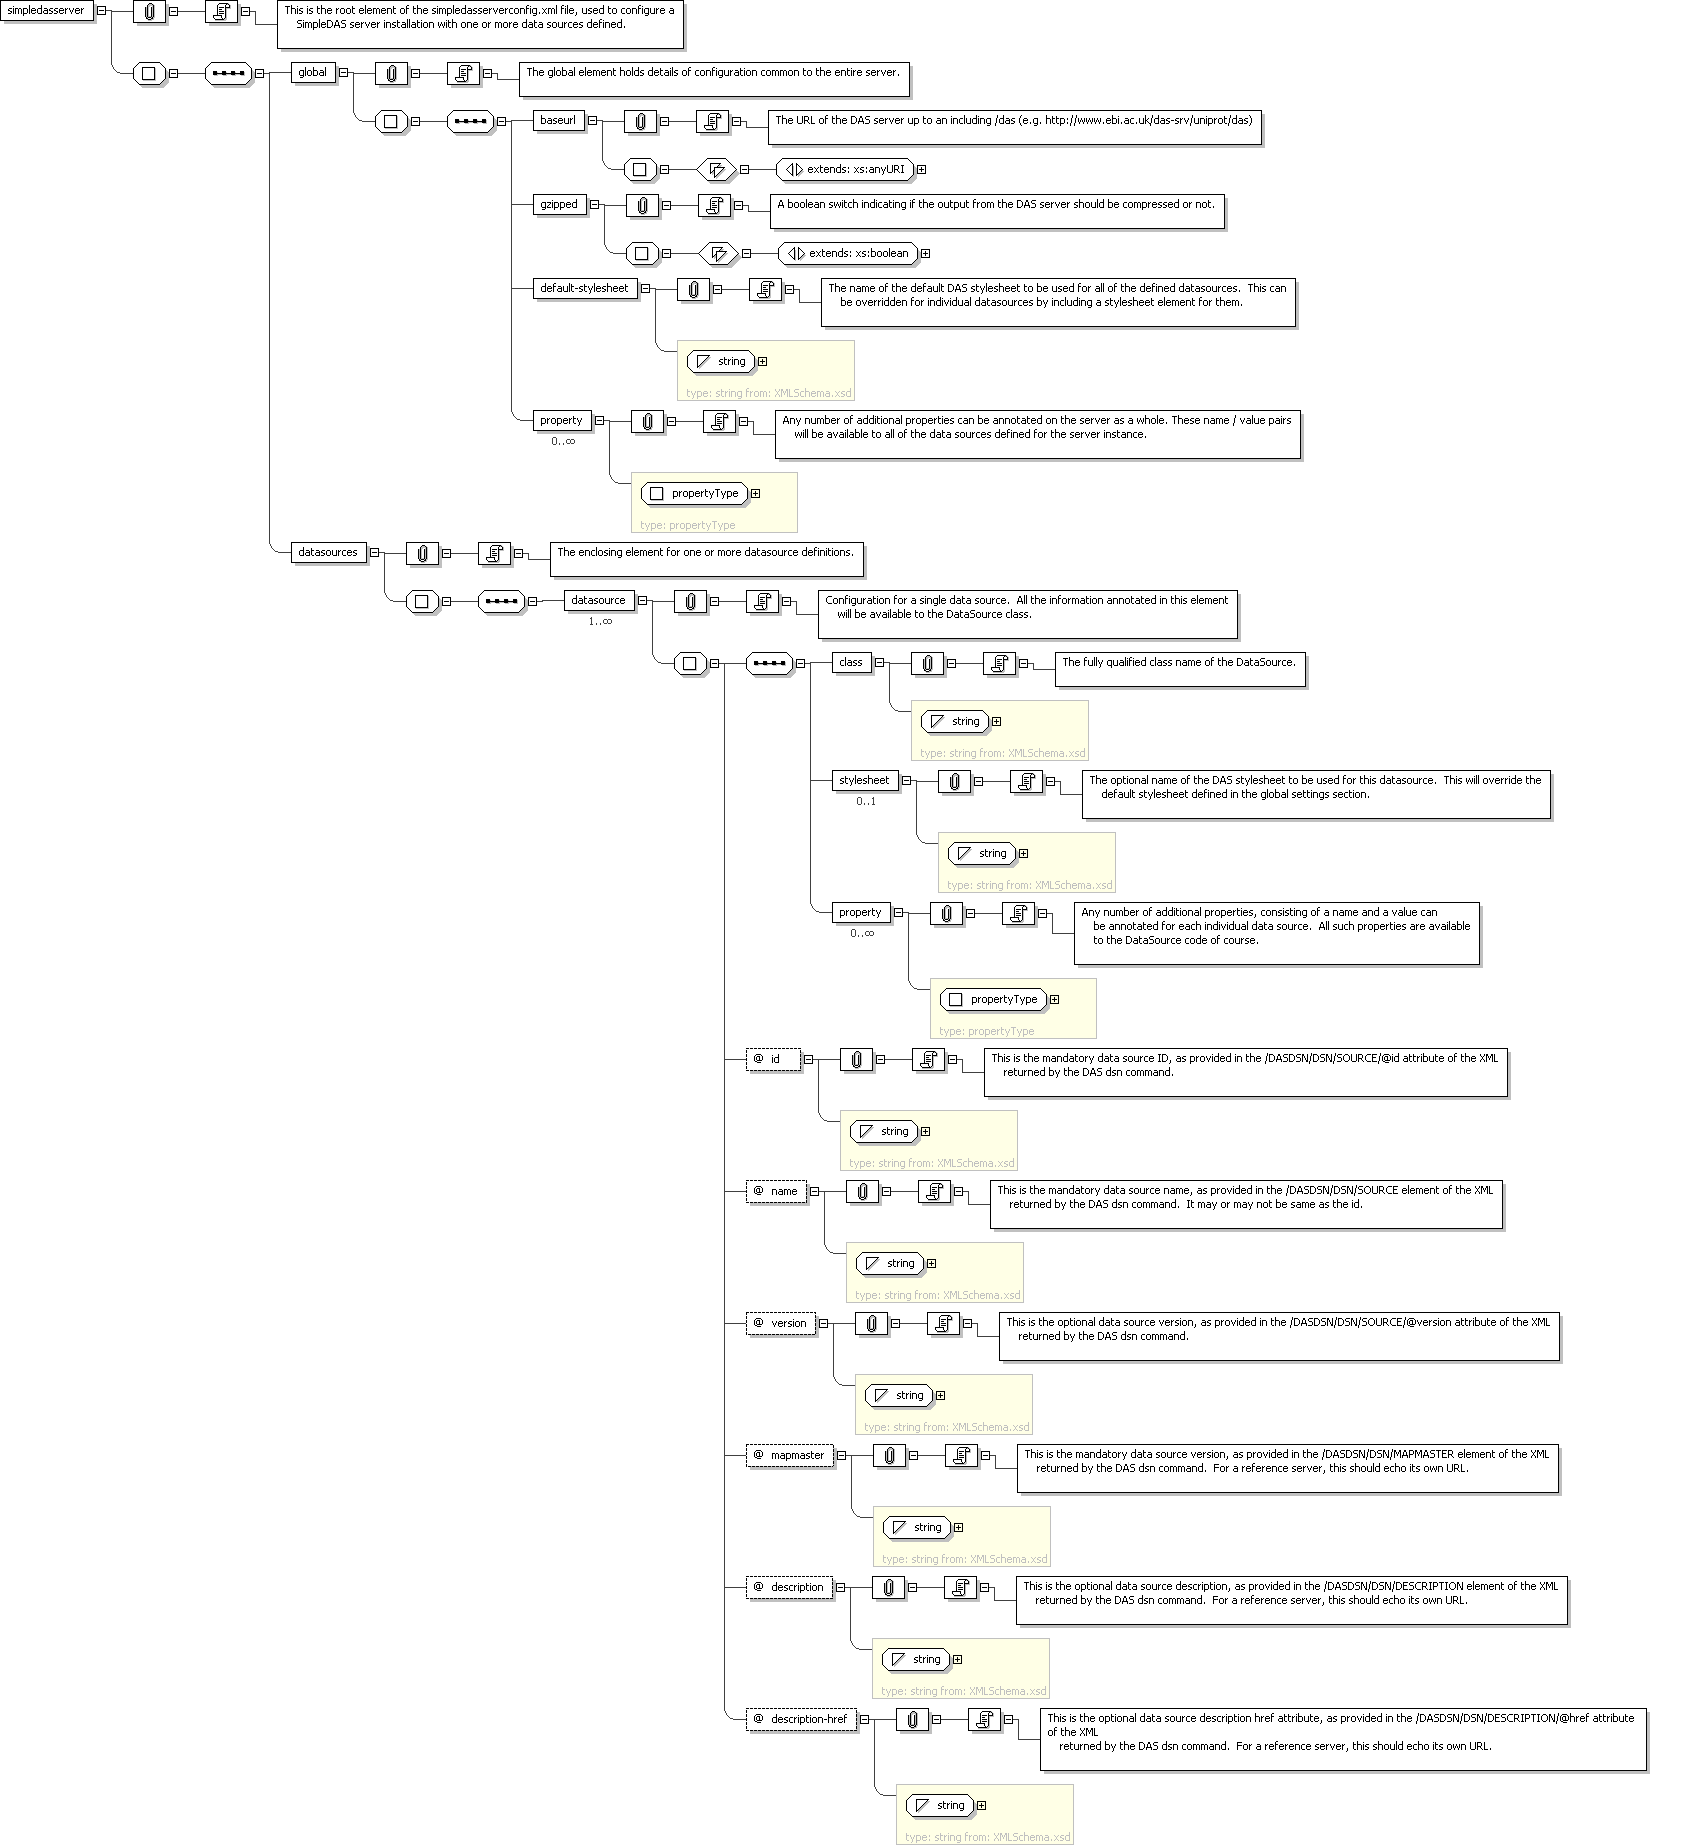 simpledasserver
This is the root element of the simpledasserverconfig.xml file, used to configure a
SimpleDAS server installation with one or more data sources defined.
global
The global element holds details of configuration common to the entire server.
baseurl
The URL of the DAS server up to an including /das (e.g. http://www.ebi.ac.uk/das-srv/uniprot/das)
extends: xs:anyURI
gzipped
A boolean switch indicating if the output from the DAS server should be compressed or not.
extends: xs:boolean
default-stylesheet
The name of the default DAS stylesheet to be used for all of the defined datasources.  This can
be overridden for individual datasources by including a stylesheet element for them.
string
type: string from: XMLSchema.xsd
property
0..∞
Any number of additional properties can be annotated on the server as a whole. These name / value pairs
will be available to all of the data sources defined for the server instance.
propertyType
type: propertyType
datasources
The enclosing element for one or more datasource definitions.
datasource
1..∞
Configuration for a single data source.  All the information annotated in this element
will be available to the DataSource class.
class
The fully qualified class name of the DataSource.
string
type: string from: XMLSchema.xsd
stylesheet
0..1
The optional name of the DAS stylesheet to be used for this datasource.  This will override the
default stylesheet defined in the global settings section.
string
type: string from: XMLSchema.xsd
property
0..∞
Any number of additional properties, consisting of a name and a value can
be annotated for each individual data source.  All such properties are available
to the DataSource code of course.
propertyType
type: propertyType
@ id
This is the mandatory data source ID, as provided in the /DASDSN/DSN/SOURCE/@id attribute of the XML
returned by the DAS dsn command.
string
type: string from: XMLSchema.xsd
@ name
This is the mandatory data source name, as provided in the /DASDSN/DSN/SOURCE element of the XML
returned by the DAS dsn command.  It may or may not be same as the id.
string
type: string from: XMLSchema.xsd
@ version
This is the optional data source version, as provided in the /DASDSN/DSN/SOURCE/@version attribute of the XML
returned by the DAS dsn command.
string
type: string from: XMLSchema.xsd
@ mapmaster
This is the mandatory data source version, as provided in the /DASDSN/DSN/MAPMASTER element of the XML
returned by the DAS dsn command.  For a reference server, this should echo its own URL.
string
type: string from: XMLSchema.xsd
@ description
This is the optional data source description, as provided in the /DASDSN/DSN/DESCRIPTION element of the XML
returned by the DAS dsn command.  For a reference server, this should echo its own URL.
string
type: string from: XMLSchema.xsd
@ description-href
This is the optional data source description href attribute, as provided in the /DASDSN/DSN/DESCRIPTION/@href attribute
of the XML
returned by the DAS dsn command.  For a reference server, this should echo its own URL.
string
type: string from: XMLSchema.xsd